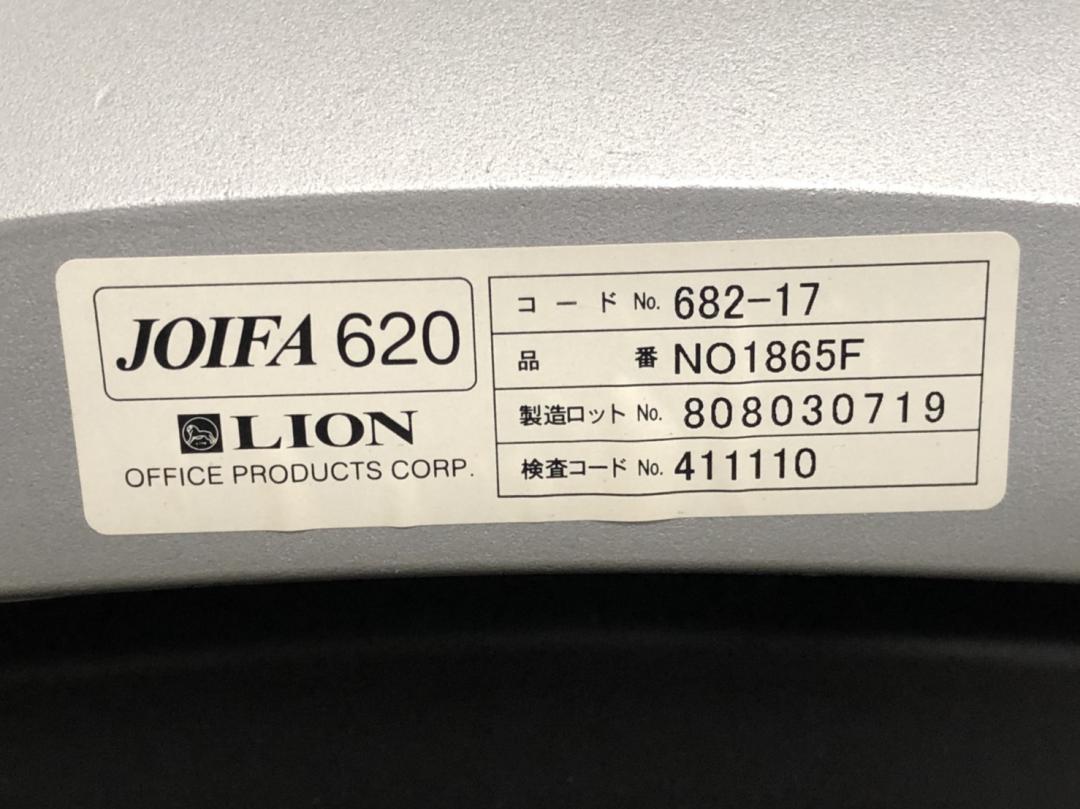 JOIFA 620
LION
OFFICE PRODUCTS CORP.
コード No. 682-17
品番 NO1865F
製造ロット No. 808030719
検査コード No. 411110